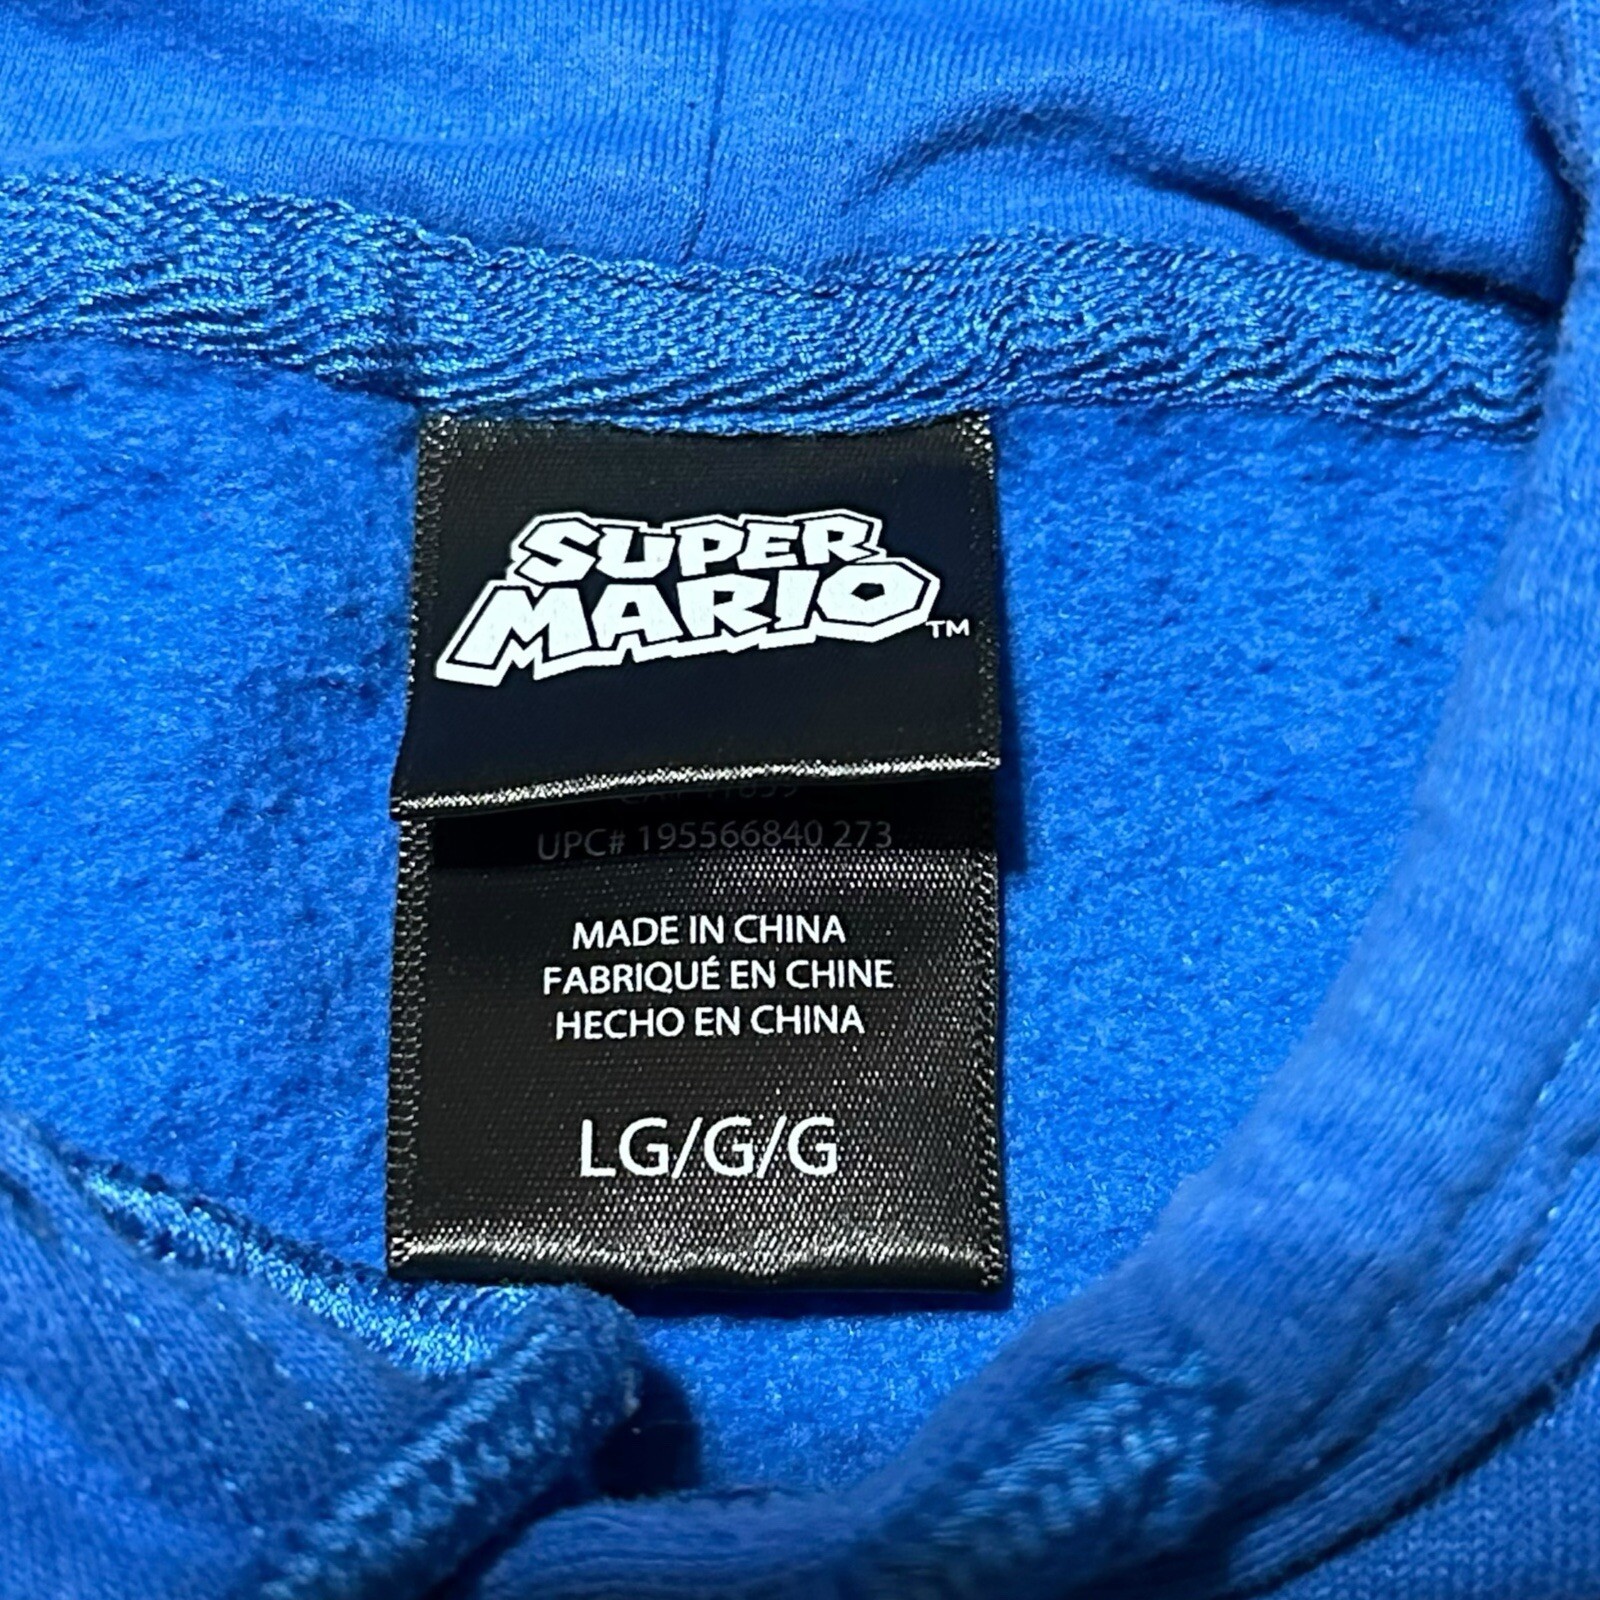 SUPER
MARIO™
UPC# 195566840 273
MADE IN CHINA
FABRIQUÉ EN CHINE
HECHO EN CHINA
LG/G/G